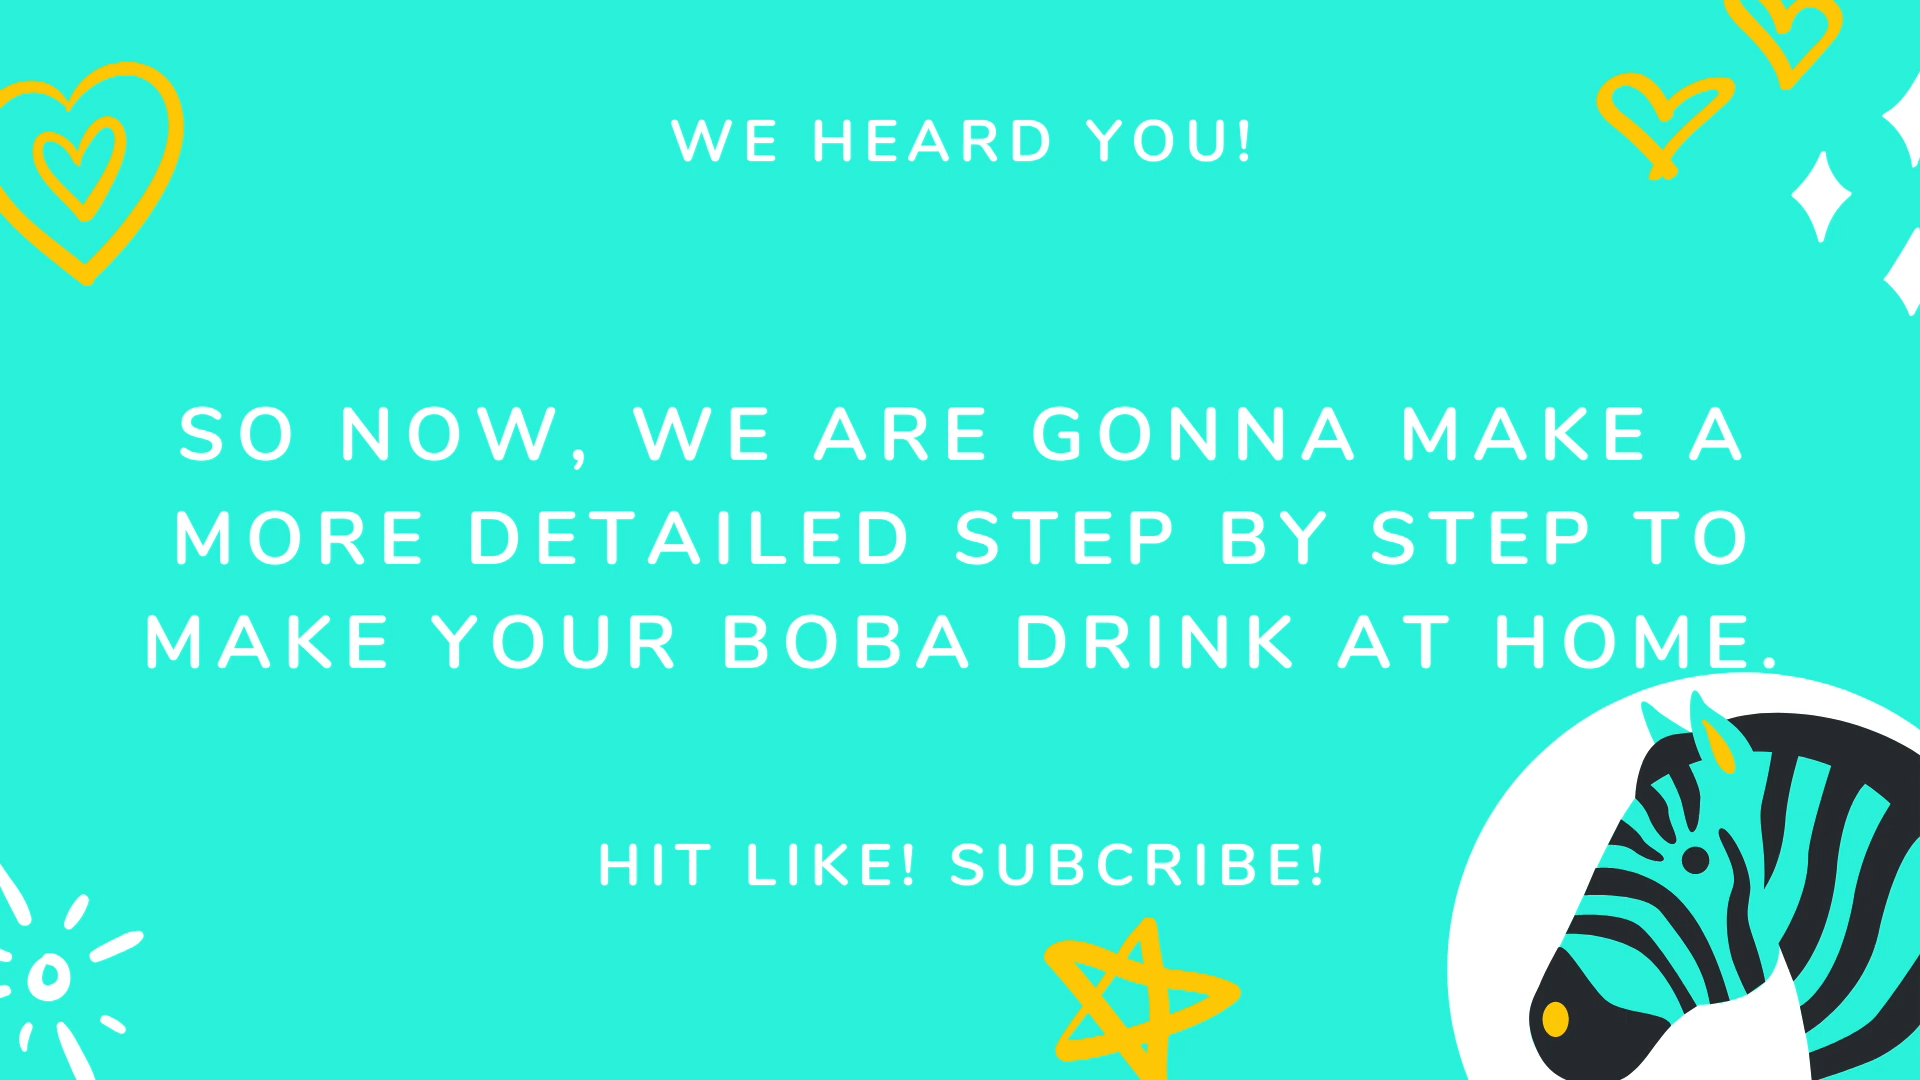 WE HEARD YOU!
SO NOW, WE ARE GONNA MAKE A
MORE DETAILED STEP BY STEP TO
MAKE YOUR BOBA DRINK AT HOME.
HIT LIKE! SUBCRIBE!